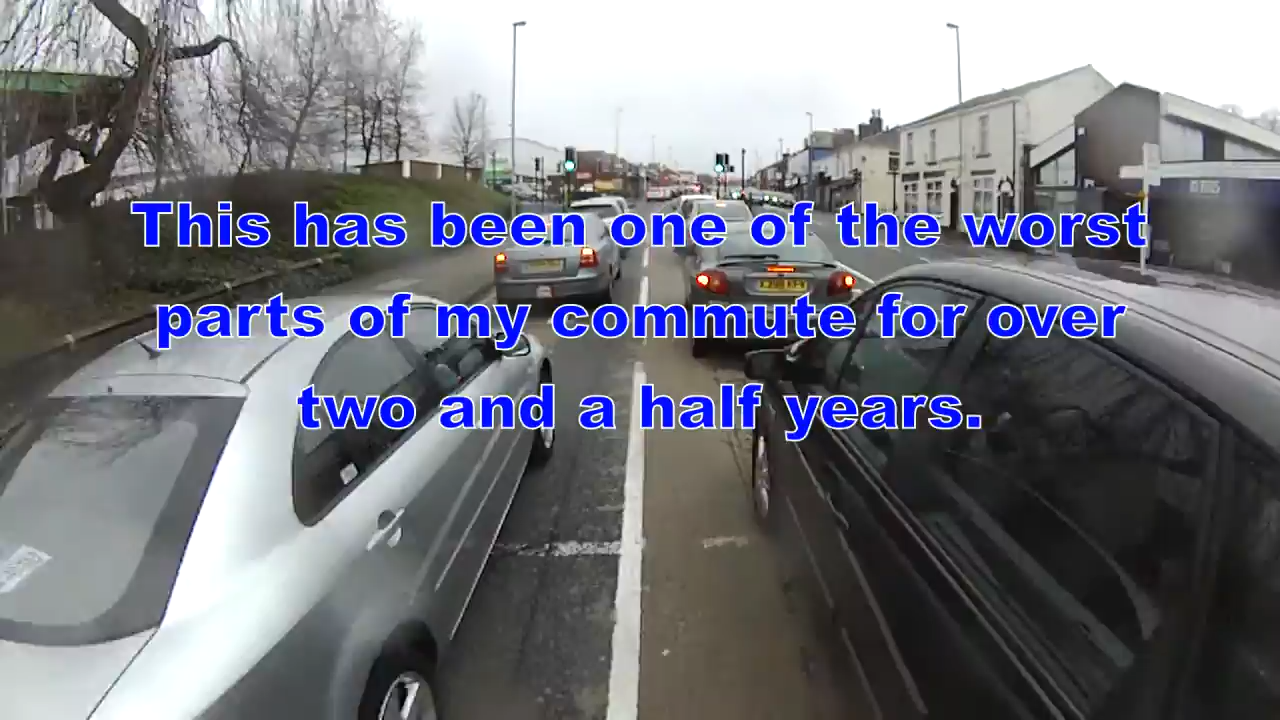 This has been one of the worst
parts of my commute for over
two and a half years.